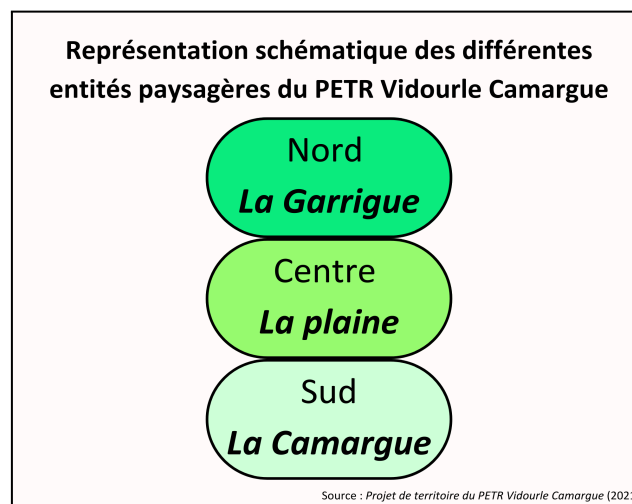 Représentation schématique des différentes
entités paysagères du PETR Vidourle Camargue
Nord
La Garrigue
Centre
La plaine
Sud
La Camargue
Source : Projet de territoire du PETR Vidourle Camargue (2021